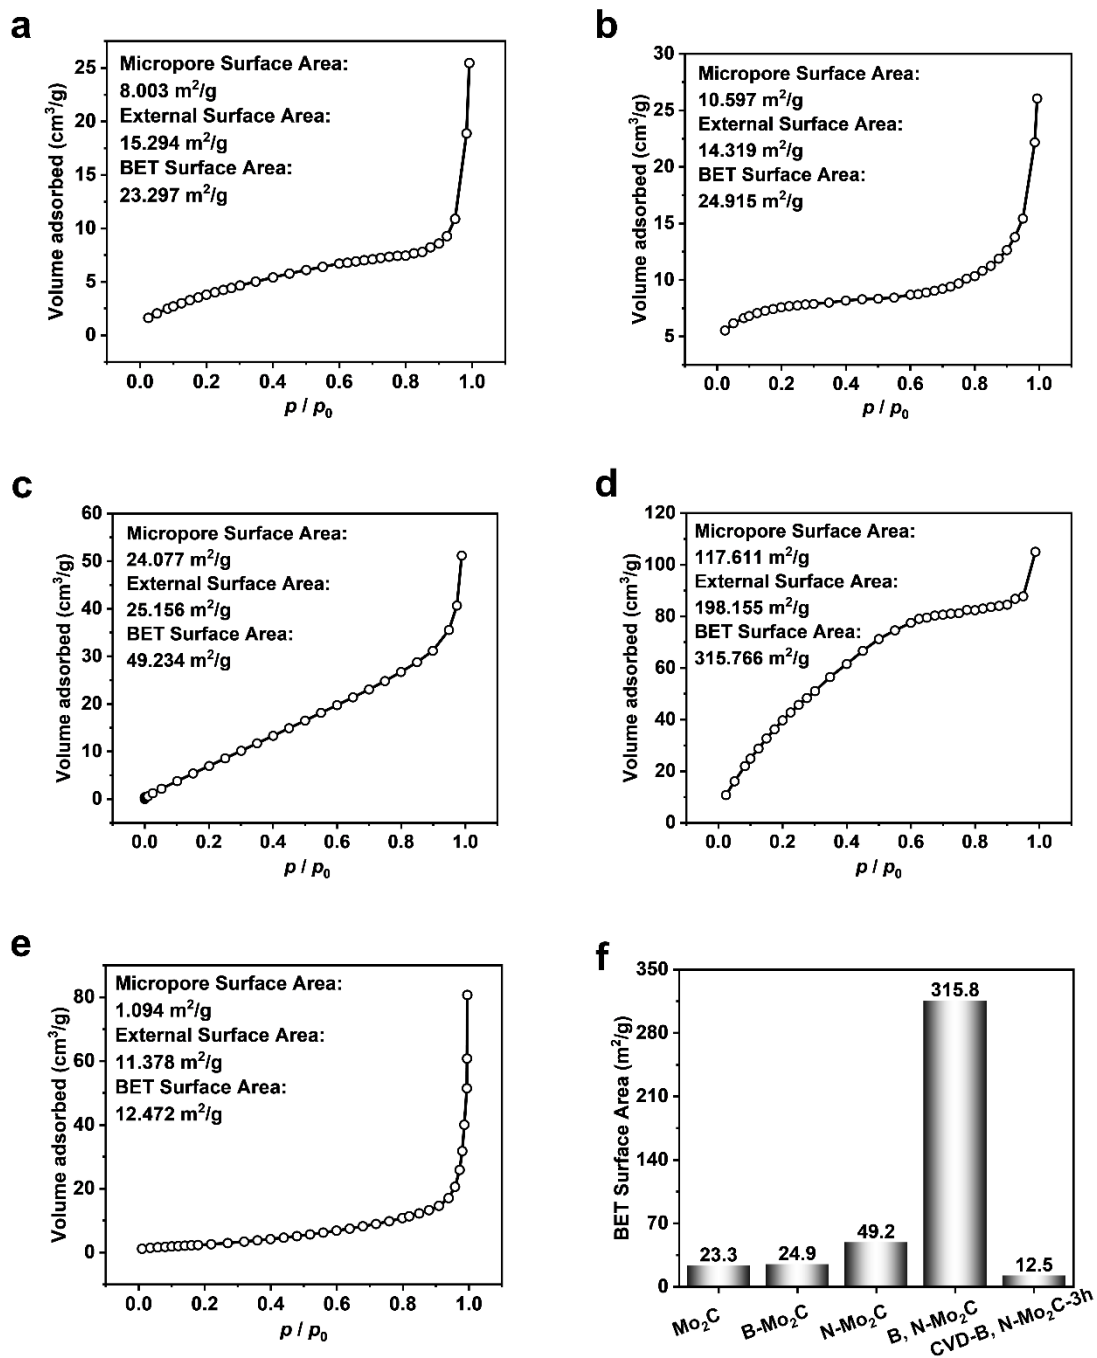 a
Micropore Surface Area:
8.003 m²/g
External Surface Area:
15.294 m²/g
BET Surface Area:
23.297 m²/g
Volume adsorbed (cm³/g)
25
20
15
10
5
0
0.0 0.2 0.4 0.6 0.8 1.0
p / p₀
b
Micropore Surface Area:
10.597 m²/g
External Surface Area:
14.319 m²/g
BET Surface Area:
24.915 m²/g
Volume adsorbed (cm³/g)
30
25
20
15
10
5
0.0 0.2 0.4 0.6 0.8 1.0
p / p₀
c
Micropore Surface Area:
24.077 m²/g
External Surface Area:
25.156 m²/g
BET Surface Area:
49.234 m²/g
Volume adsorbed (cm³/g)
60
50
40
30
20
10
0
0.0 0.2 0.4 0.6 0.8 1.0
p / p₀
d
Micropore Surface Area:
117.611 m²/g
External Surface Area:
198.155 m²/g
BET Surface Area:
315.766 m²/g
Volume adsorbed (cm³/g)
120
100
80
60
40
20
0
0.0 0.2 0.4 0.6 0.8 1.0
p / p₀
e
Micropore Surface Area:
1.094 m²/g
External Surface Area:
11.378 m²/g
BET Surface Area:
12.472 m²/g
Volume adsorbed (cm³/g)
80
60
40
20
0
0.0 0.2 0.4 0.6 0.8 1.0
p / p₀
f
BET Surface Area (m²/g)
350
280
210
140
70
0
23.3
24.9
49.2
315.8
12.5
Mo₂C
B-Mo₂C
N-Mo₂C
B, N-Mo₂C
CVD-B, N-Mo₂C-3h